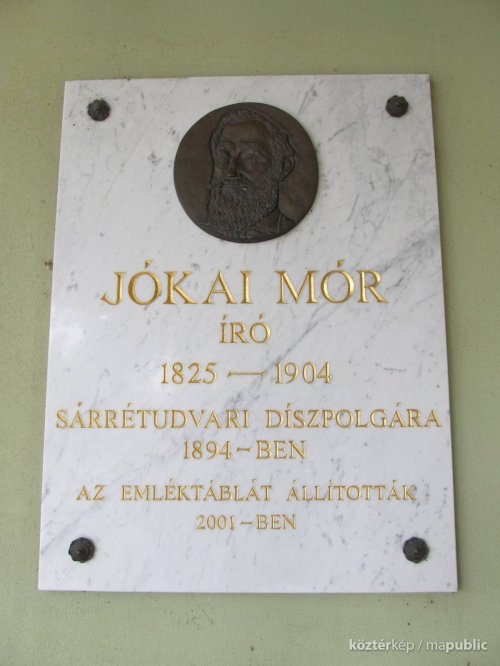 JÓKAI MÓR
ÍRÓ
1825 — 1904
SÁRRÉTUDVARI DÍSZPOLGÁRA
1894-BEN
AZ EMLÉKTÁBLÁT ÁLLÍTOTTÁK
2001-BEN
köztérkép / mapublic